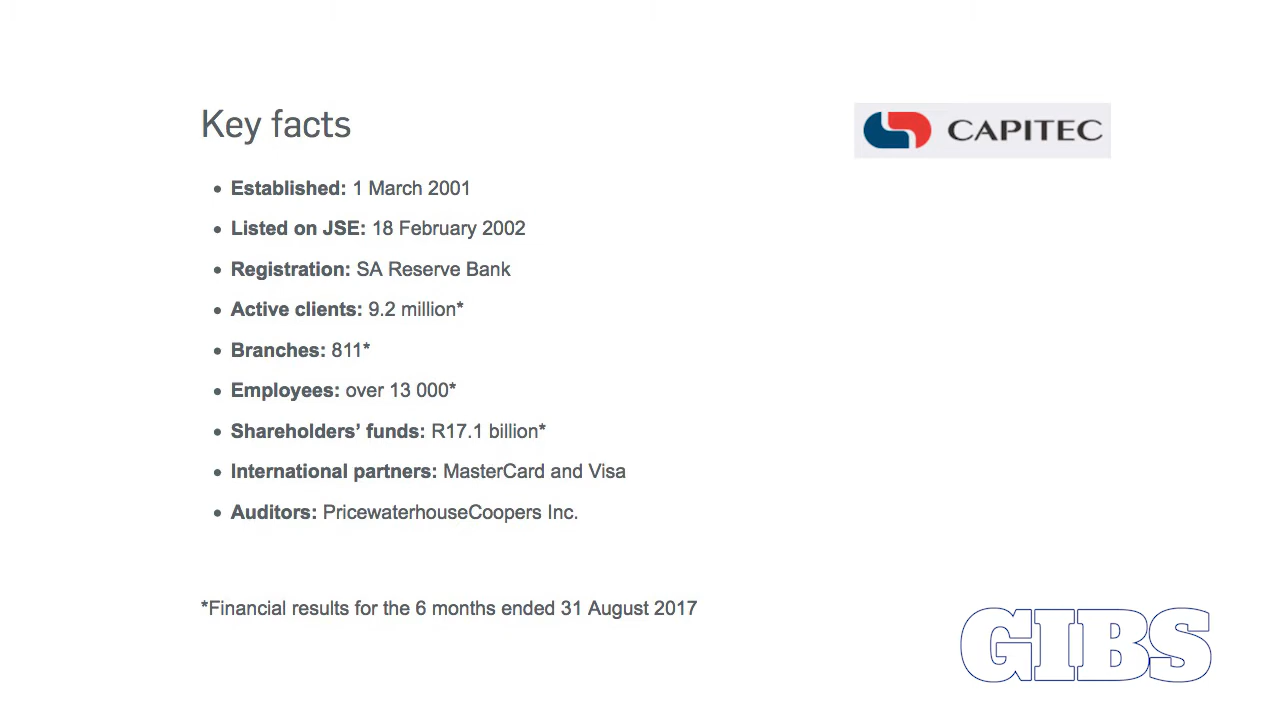 Key facts
CAPITEC
• Established: 1 March 2001
• Listed on JSE: 18 February 2002
• Registration: SA Reserve Bank
• Active clients: 9.2 million*
• Branches: 811*
• Employees: over 13 000*
• Shareholders’ funds: R17.1 billion*
• International partners: MasterCard and Visa
• Auditors: PricewaterhouseCoopers Inc.
*Financial results for the 6 months ended 31 August 2017
GIBS